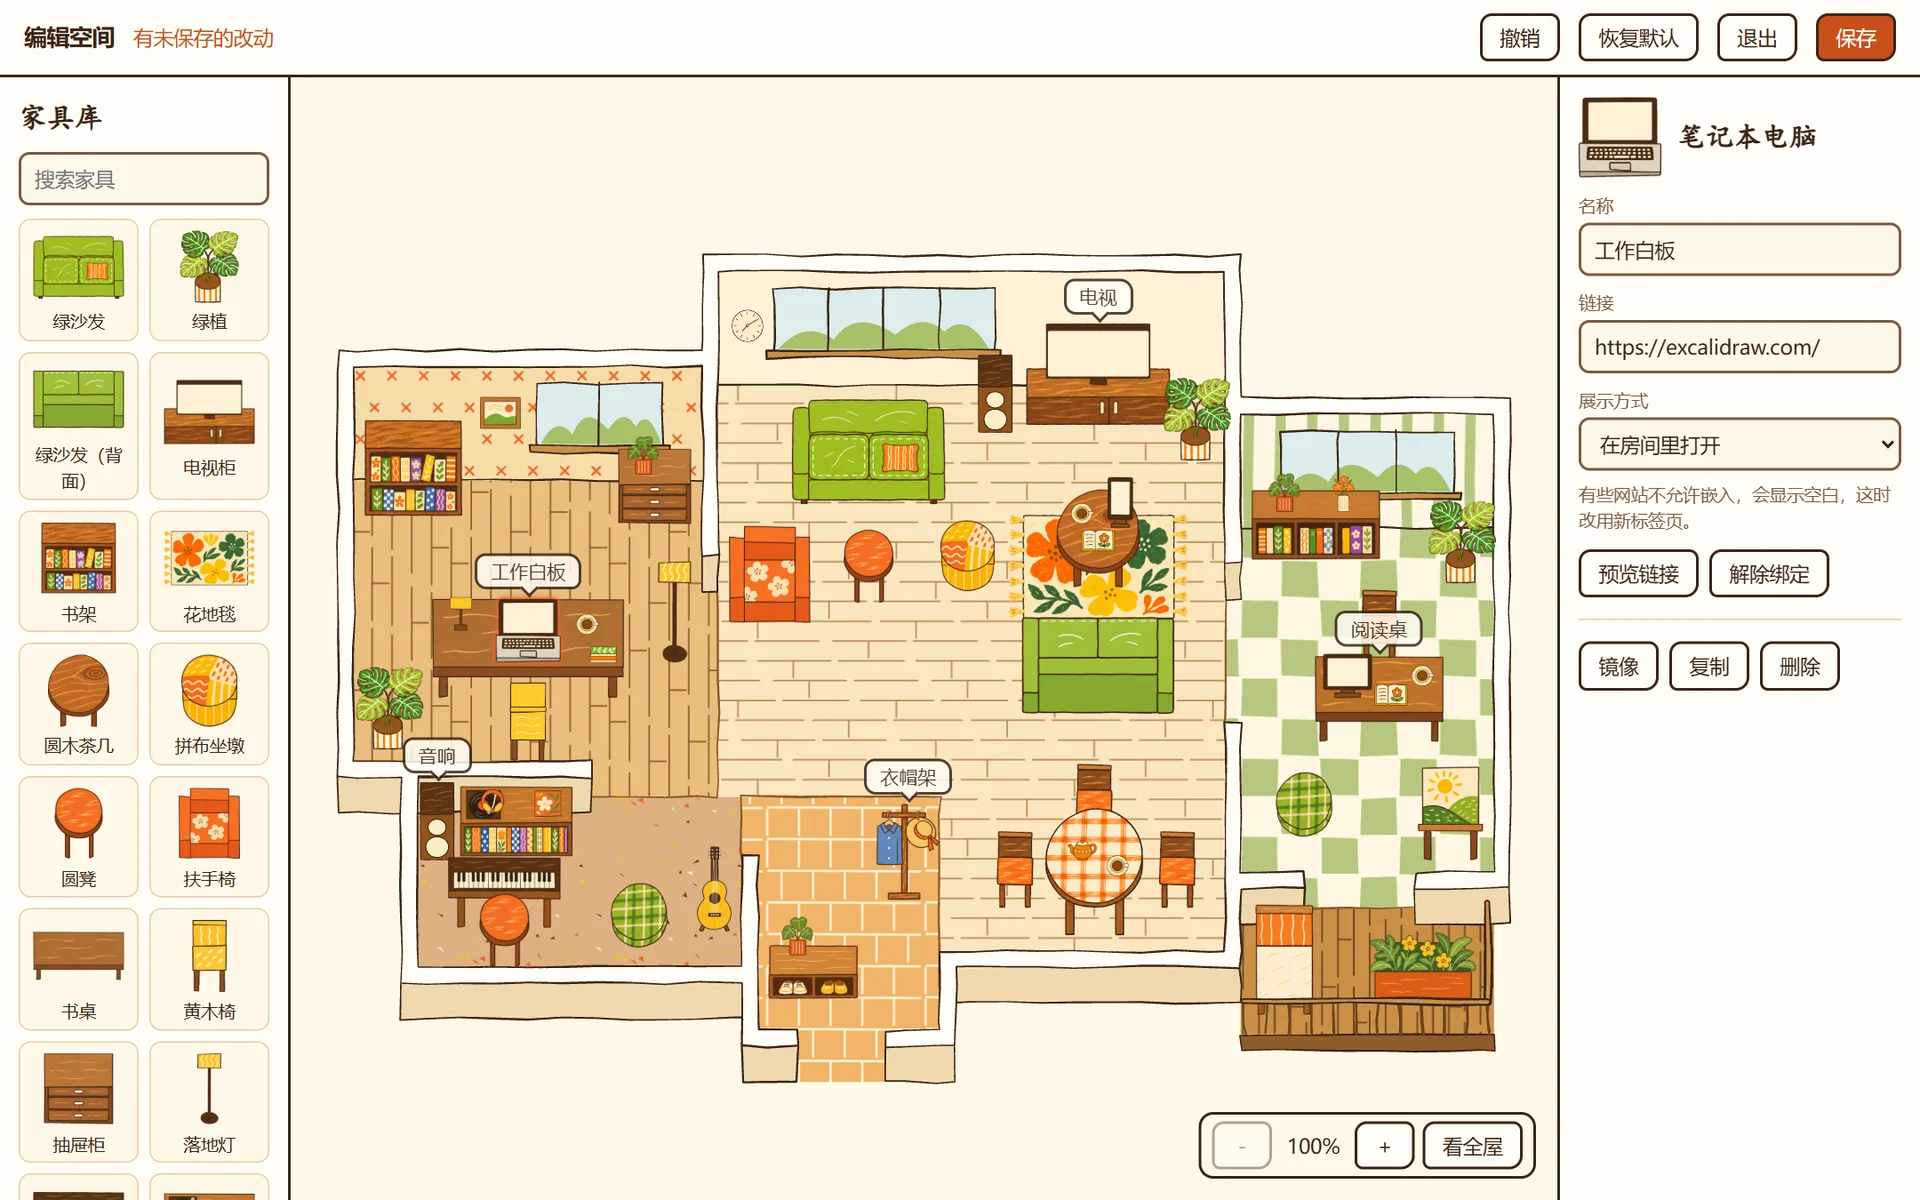 编辑空间 有未保存的改动
撤销 恢复默认 退出 保存
家具库
搜索家具
绿沙发 绿植
绿沙发（背面） 电视柜
书架 花地毯
圆木茶几 拼布坐墩
圆凳 扶手椅
书桌 黄木椅
抽屉柜 落地灯
电视
工作白板
阅读桌
音响
衣帽架
- 100% + 看全屋
笔记本电脑
名称
工作白板
链接
https://excalidraw.com/
展示方式
在房间里打开
有些网站不允许嵌入，会显示空白，这时
改用新标签页。
预览链接 解除绑定
镜像 复制 删除